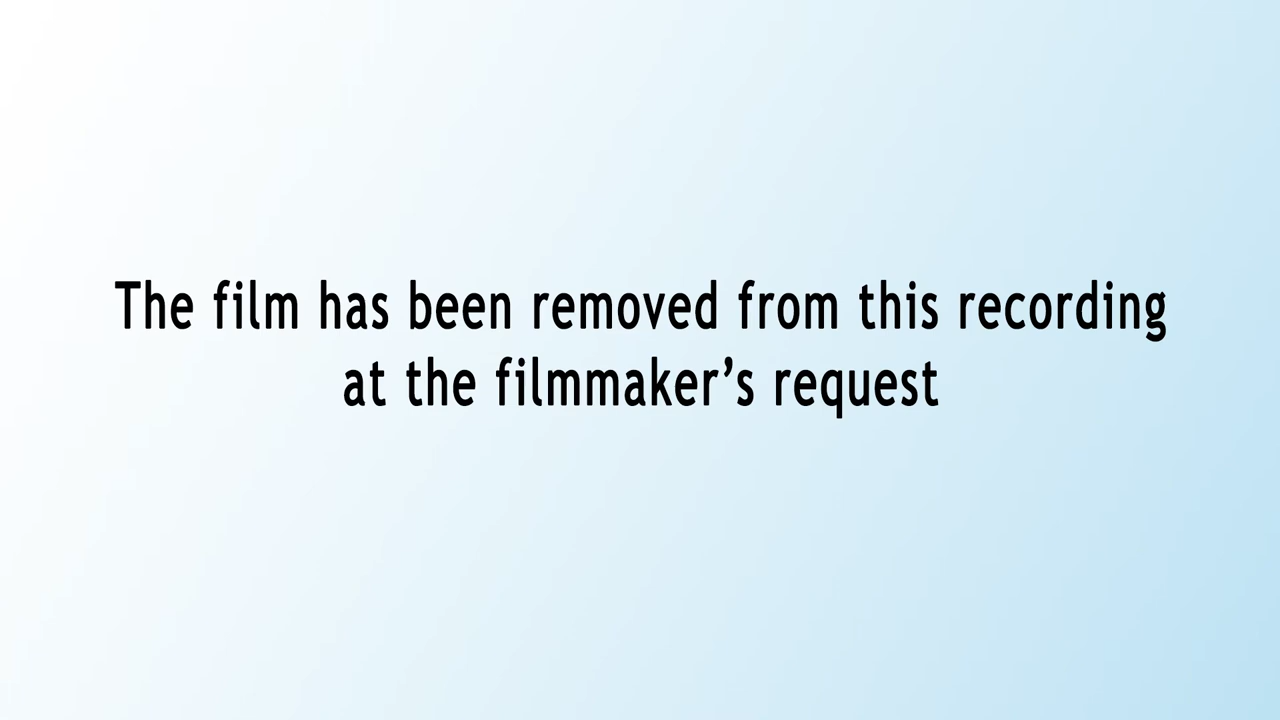 The film has been removed from this recording
at the filmmaker’s request